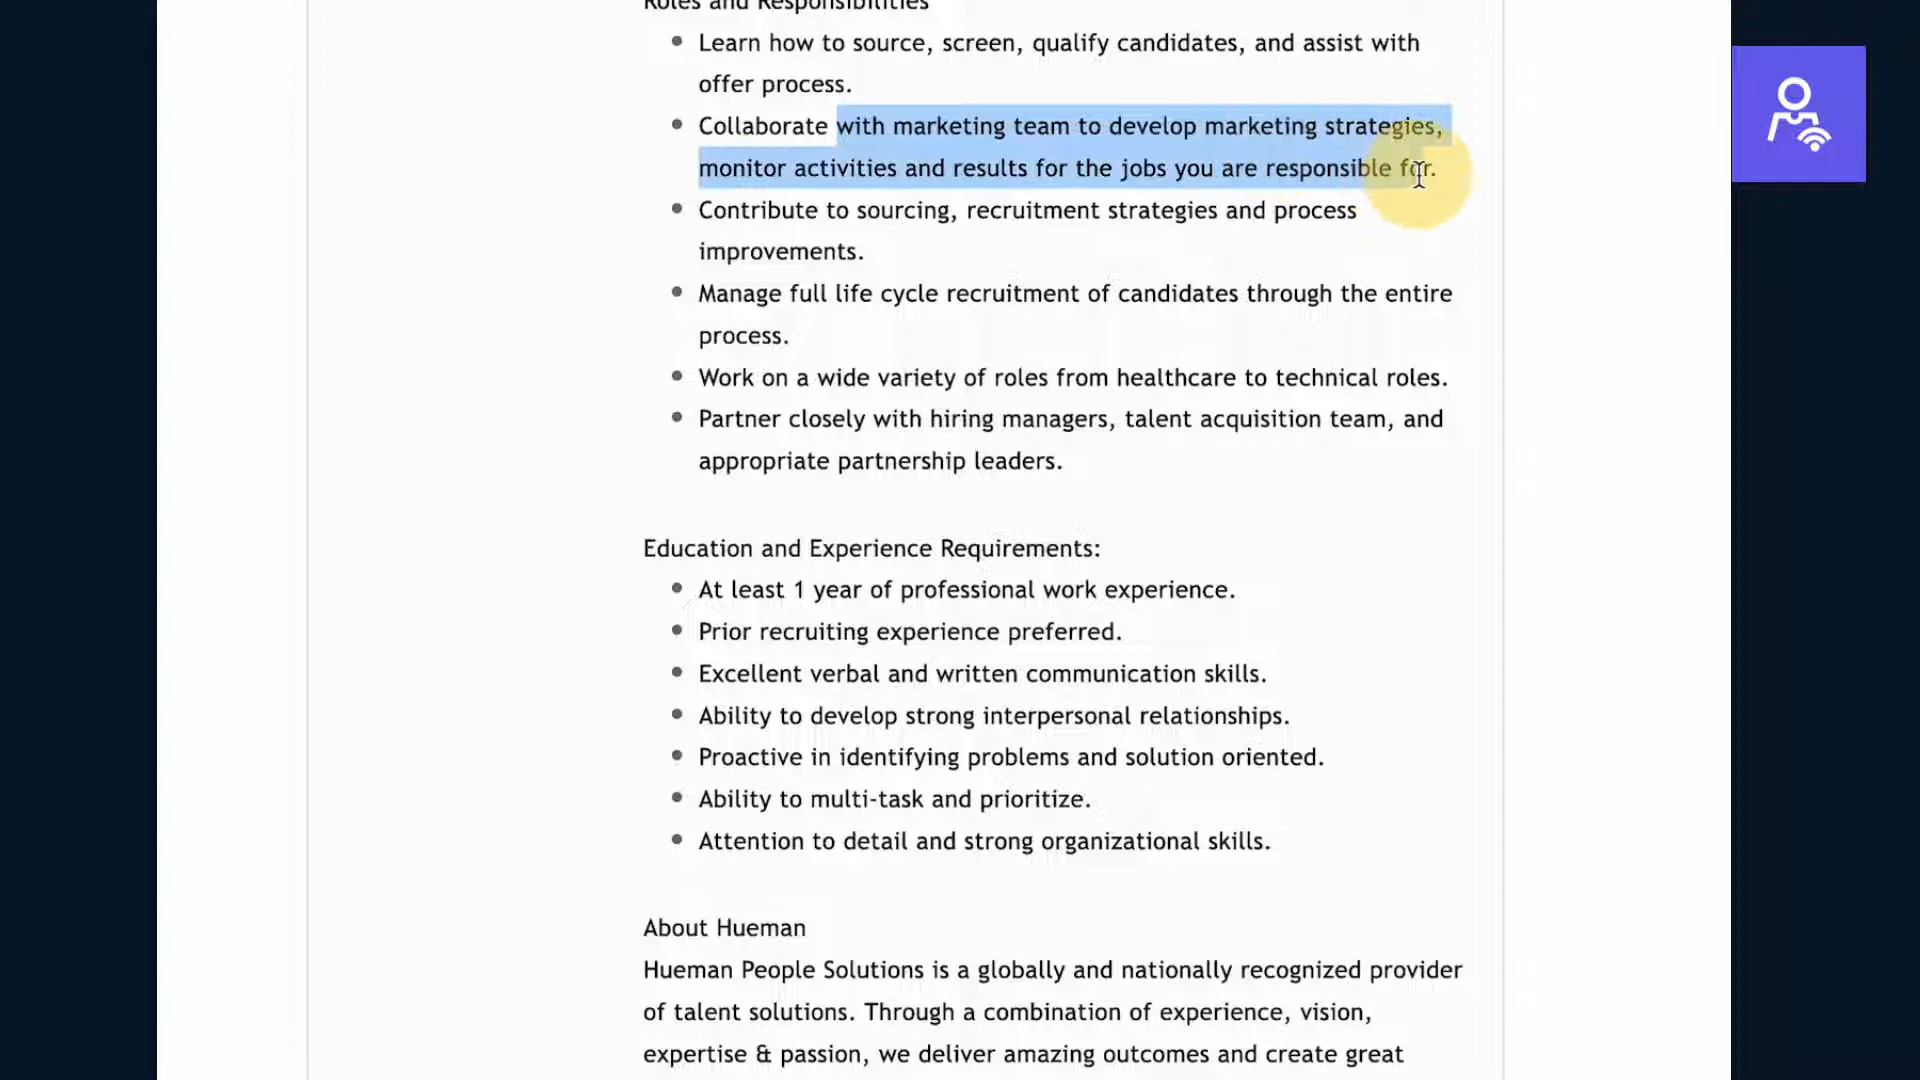 Roles and Responsibilities
Learn how to source, screen, qualify candidates, and assist with
offer process.
Collaborate with marketing team to develop marketing strategies,
monitor activities and results for the jobs you are responsible for.
Contribute to sourcing, recruitment strategies and process
improvements.
Manage full life cycle recruitment of candidates through the entire
process.
Work on a wide variety of roles from healthcare to technical roles.
Partner closely with hiring managers, talent acquisition team, and
appropriate partnership leaders.
Education and Experience Requirements:
At least 1 year of professional work experience.
Prior recruiting experience preferred.
Excellent verbal and written communication skills.
Ability to develop strong interpersonal relationships.
Proactive in identifying problems and solution oriented.
Ability to multi-task and prioritize.
Attention to detail and strong organizational skills.
About Hueman
Hueman People Solutions is a globally and nationally recognized provider
of talent solutions. Through a combination of experience, vision,
expertise & passion, we deliver amazing outcomes and create great